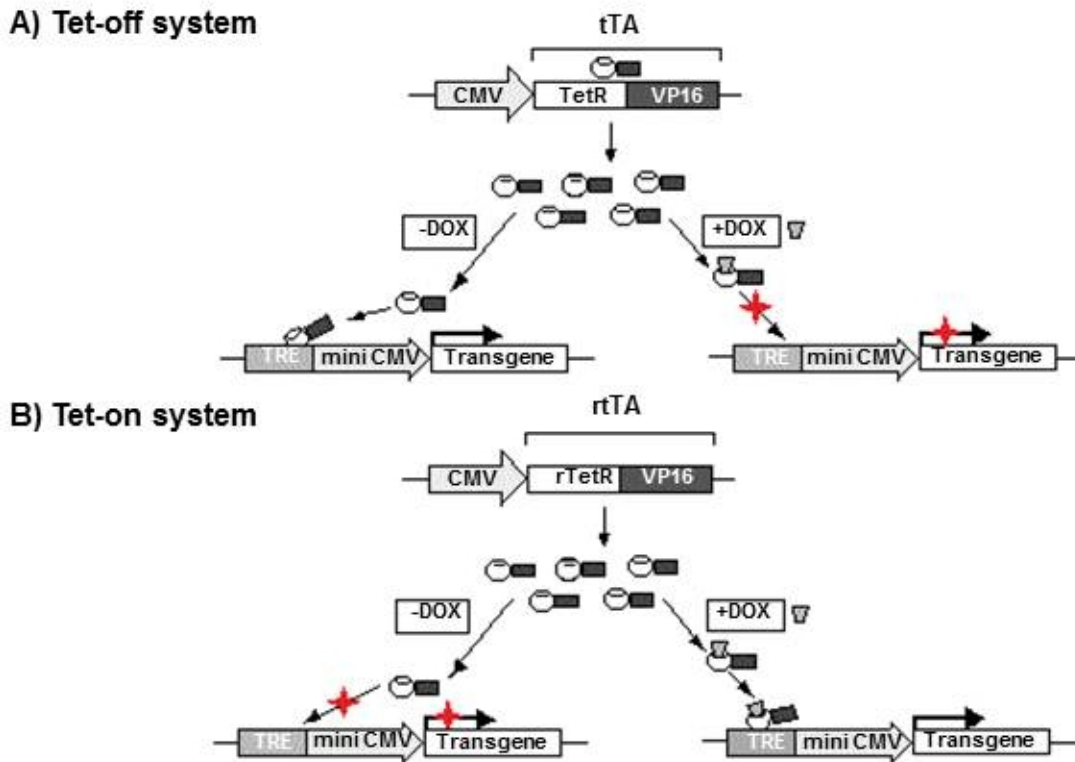 A) Tet-off system
tTA
CMV TetR VP16
-DOX +DOX
TRE mini CMV Transgene TRE mini CMV Transgene
B) Tet-on system
rtTA
CMV rTetR VP16
-DOX +DOX
TRE mini CMV Transgene TRE mini CMV Transgene